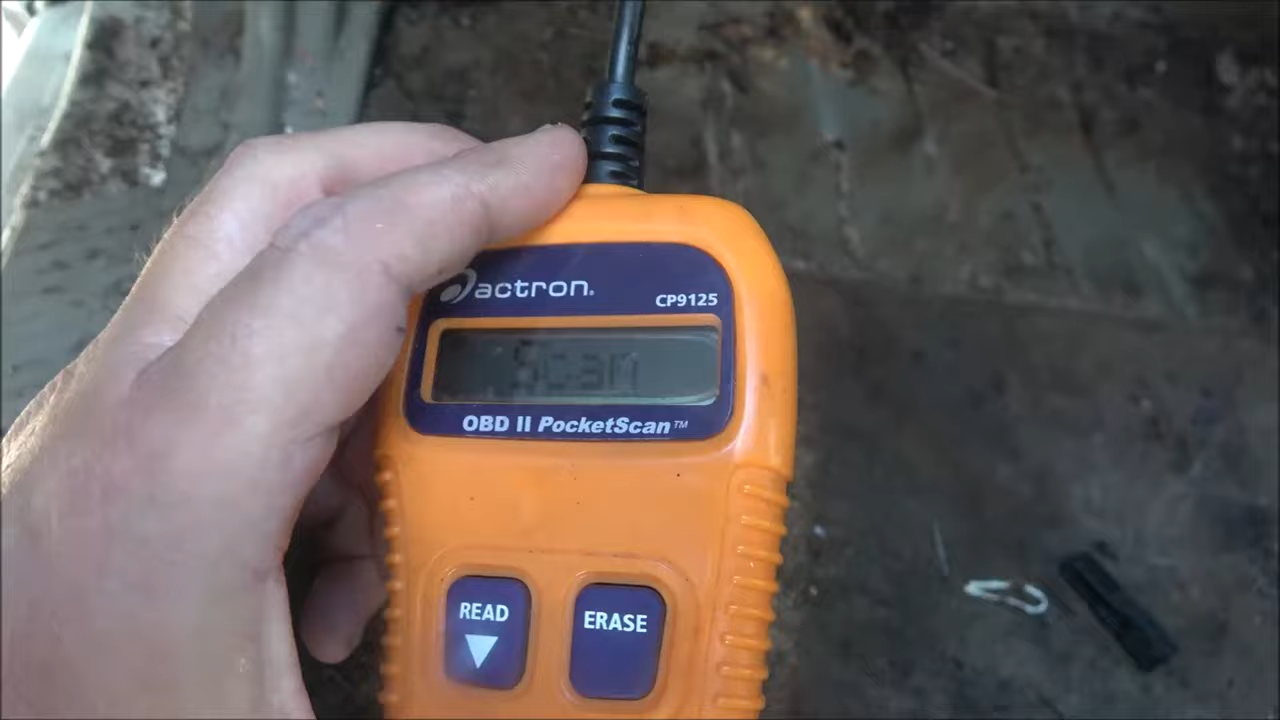 actron.
CP9125
Scan
OBD II PocketScan™
READ
ERASE